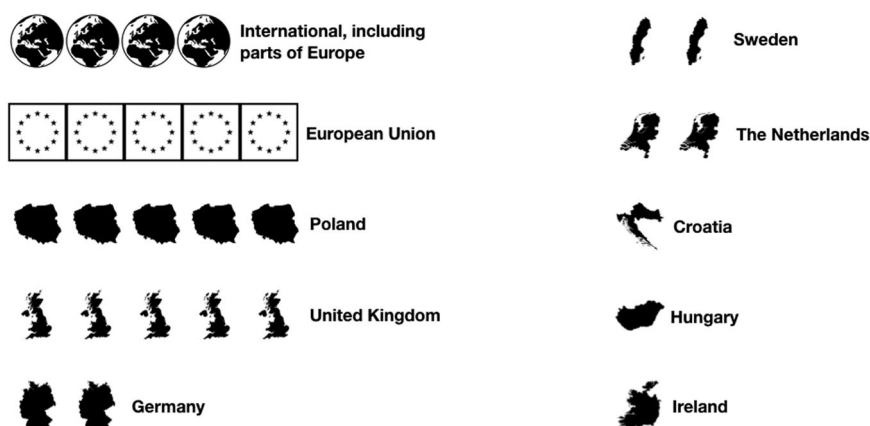 International, including
parts of Europe
European Union
Poland
United Kingdom
Germany
Sweden
The Netherlands
Croatia
Hungary
Ireland